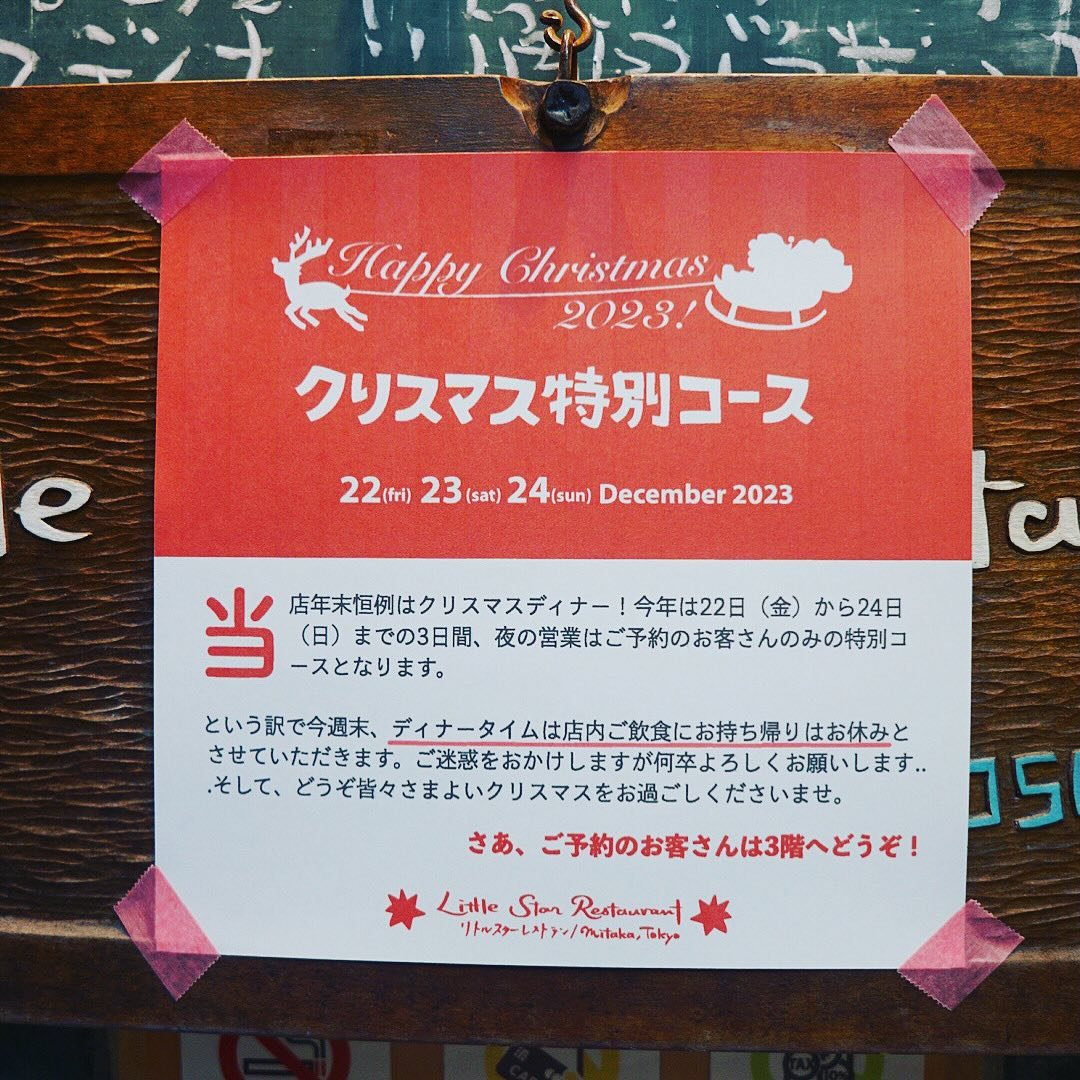 Happy Christmas
2023!
クリスマス特別コース
22(fri) 23(sat) 24(sun) December 2023
当店年末恒例はクリスマスディナー！今年は22日（金）から24日
（日）までの3日間、夜の営業はご予約のお客さんのみの特別コ
ースとなります。
という訳で今週末、ディナータイムは店内ご飲食にお持ち帰りはお休みと
させていただきます。ご迷惑をおかけしますが何卒よろしくお願いします..
.そして、どうぞ皆々さまよいクリスマスをお過ごしくださいませ。
さあ、ご予約のお客さんは3階へどうぞ！
Little Star Restaurant
リトルスターレストラン/Mitaka,Tokyo